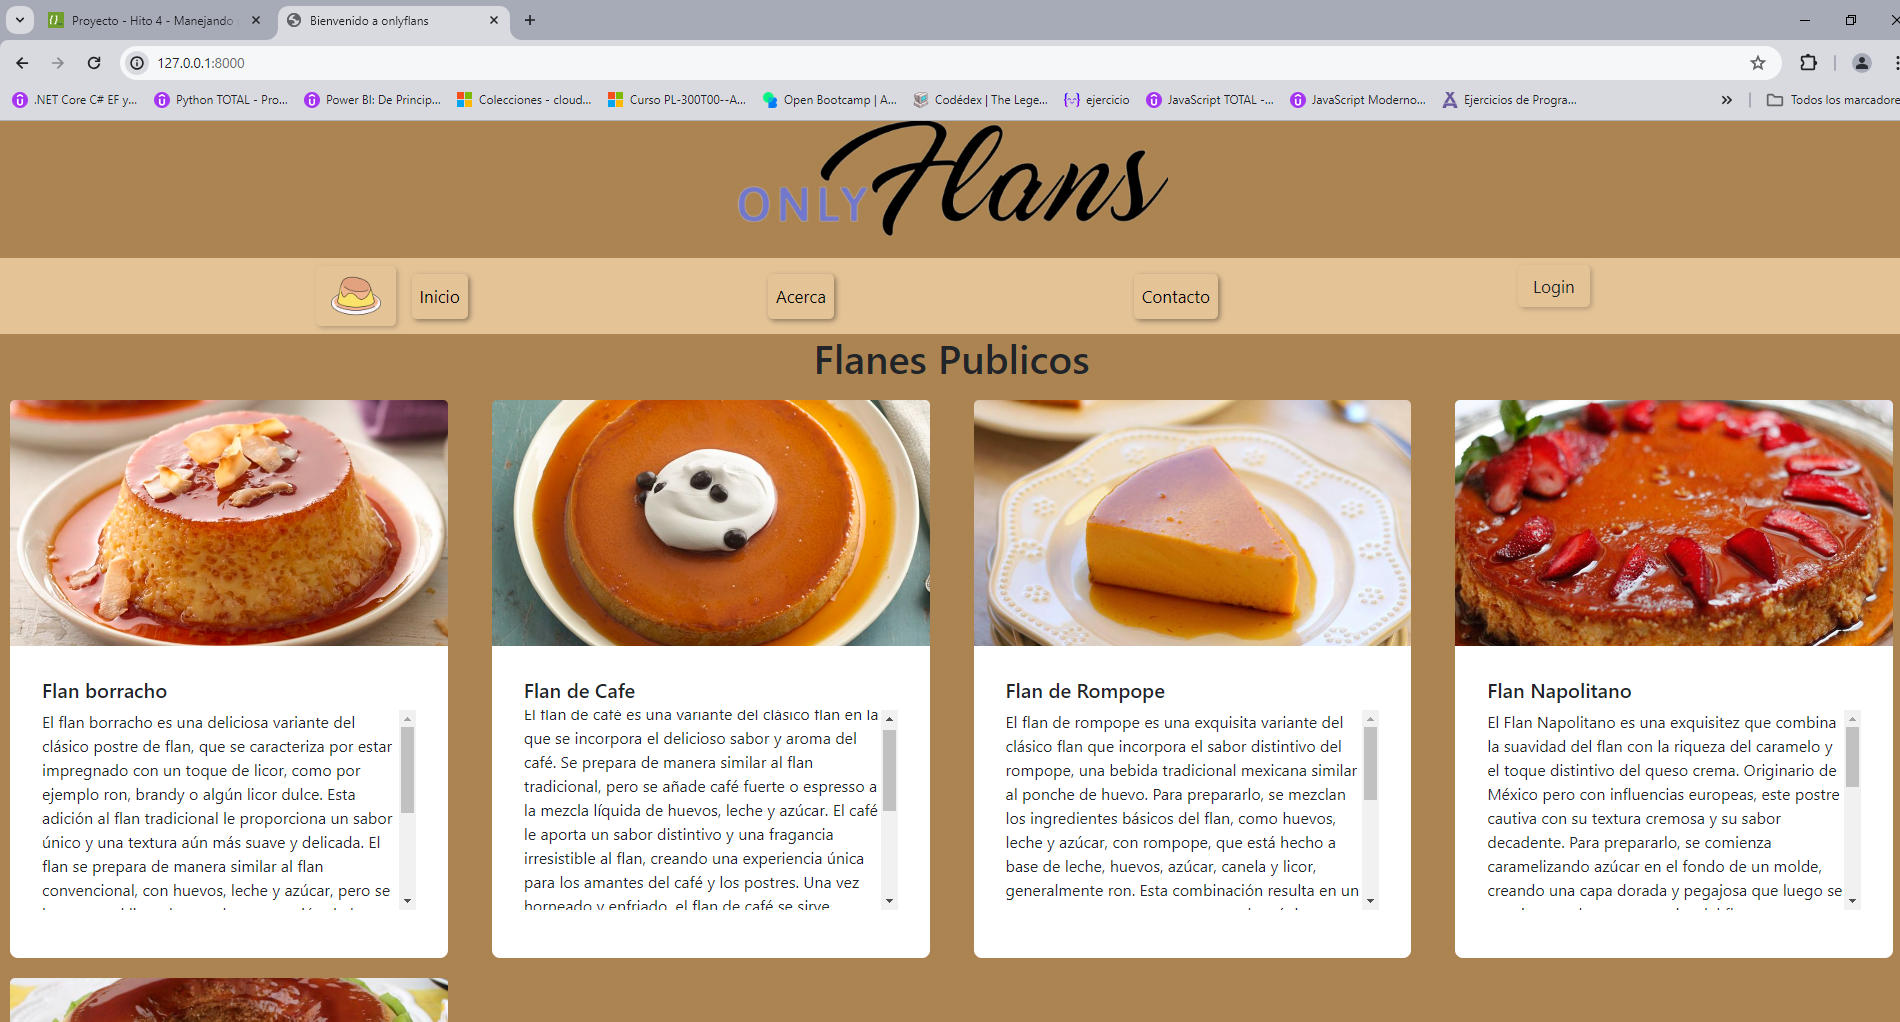 Proyecto - Hito 4 - Manejando
Bienvenido a onlyflans
127.0.0.1:8000
.NET Core C# EF y...
Python TOTAL - Pro...
Power BI: De Princip...
Colecciones - cloud...
Curso PL-300T00--A...
Open Bootcamp | A...
Codédex | The Lege...
ejercicio
JavaScript TOTAL -...
JavaScript Moderno...
Ejercicios de Progra...
Todos los marcadore
ONLY Flans
Inicio
Acerca
Contacto
Login
Flanes Publicos
Flan borracho
El flan borracho es una deliciosa variante del
clásico postre de flan, que se caracteriza por estar
impregnado con un toque de licor, como por
ejemplo ron, brandy o algún licor dulce. Esta
adición al flan tradicional le proporciona un sabor
único y una textura aún más suave y delicada. El
flan se prepara de manera similar al flan
convencional, con huevos, leche y azúcar, pero se
Flan de Cafe
El flan de café es una variante del clásico flan en la
que se incorpora el delicioso sabor y aroma del
café. Se prepara de manera similar al flan
tradicional, pero se añade café fuerte o espresso a
la mezcla líquida de huevos, leche y azúcar. El café
le aporta un sabor distintivo y una fragancia
irresistible al flan, creando una experiencia única
para los amantes del café y los postres. Una vez
horneado y enfriado, el flan de café se sirve
Flan de Rompope
El flan de rompope es una exquisita variante del
clásico flan que incorpora el sabor distintivo del
rompope, una bebida tradicional mexicana similar
al ponche de huevo. Para prepararlo, se mezclan
los ingredientes básicos del flan, como huevos,
leche y azúcar, con rompope, que está hecho a
base de leche, huevos, azúcar, canela y licor,
generalmente ron. Esta combinación resulta en un
Flan Napolitano
El Flan Napolitano es una exquisitez que combina
la suavidad del flan con la riqueza del caramelo y
el toque distintivo del queso crema. Originario de
México pero con influencias europeas, este postre
cautiva con su textura cremosa y su sabor
decadente. Para prepararlo, se comienza
caramelizando azúcar en el fondo de un molde,
creando una capa dorada y pegajosa que luego se